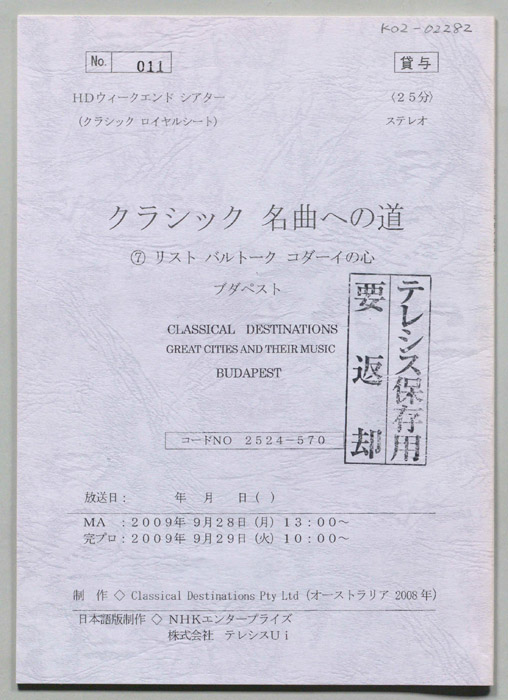 K02-02282
No. 011
貸与
HDウィークエンド シアター
(25分)
(クラシック ロイヤルシート)
ステレオ
クラシック 名曲への道
⑦ リスト バルトーク コダーイの心
ブダペスト
CLASSICAL DESTINATIONS
GREAT CITIES AND THEIR MUSIC
BUDAPEST
テレシス保存用
要返却
コードNO 2524-570
放送日: 年 月 日( )
MA :2009年 9月28日(月)13:00~
完プロ:2009年 9月29日(火)10:00~
制 作 ◇ Classical Destinations Pty Ltd (オーストラリア 2008年)
日本語版制作 ◇ NHKエンタープライズ
株式会社 テレシスUi